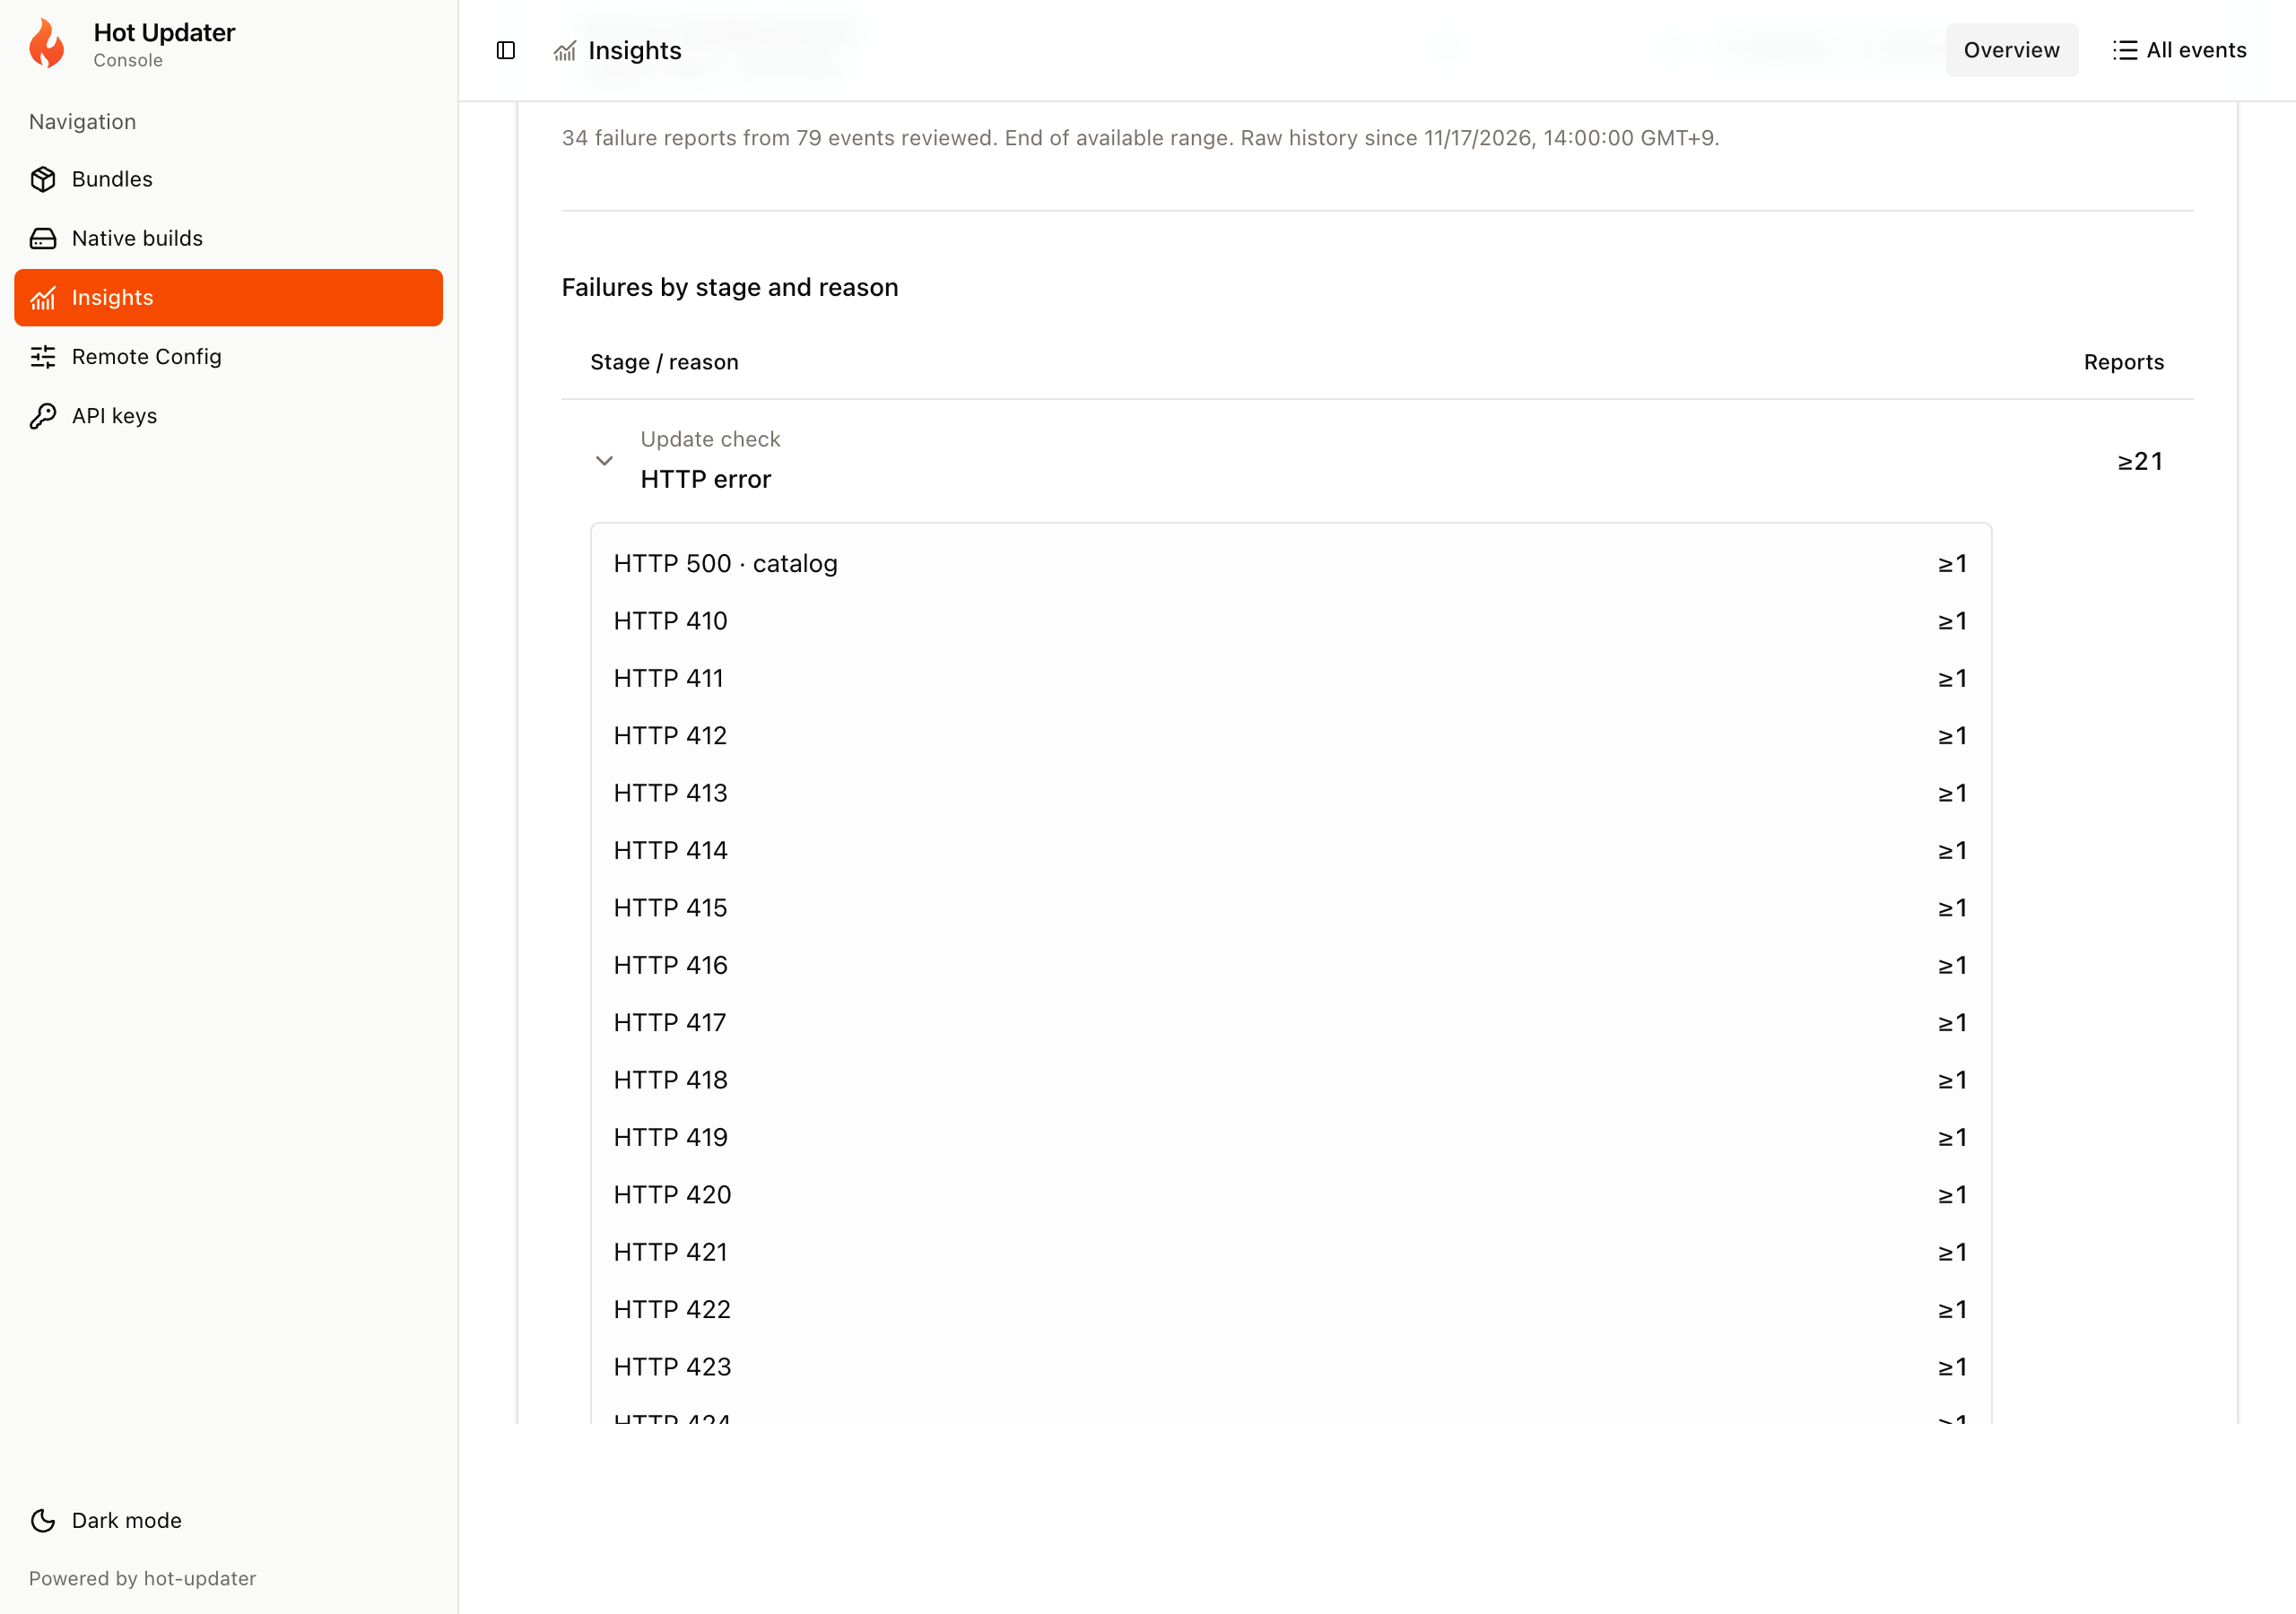 Hot Updater
Console
Navigation
Bundles
Native builds
Insights
Remote Config
API keys
Dark mode
Powered by hot-updater
Insights
Overview
All events
34 failure reports from 79 events reviewed. End of available range. Raw history since 11/17/2026, 14:00:00 GMT+9.
Failures by stage and reason
Stage / reason Reports
Update check
HTTP error ≥21
HTTP 500 · catalog ≥1
HTTP 410 ≥1
HTTP 411 ≥1
HTTP 412 ≥1
HTTP 413 ≥1
HTTP 414 ≥1
HTTP 415 ≥1
HTTP 416 ≥1
HTTP 417 ≥1
HTTP 418 ≥1
HTTP 419 ≥1
HTTP 420 ≥1
HTTP 421 ≥1
HTTP 422 ≥1
HTTP 423 ≥1
HTTP 424 ≥1